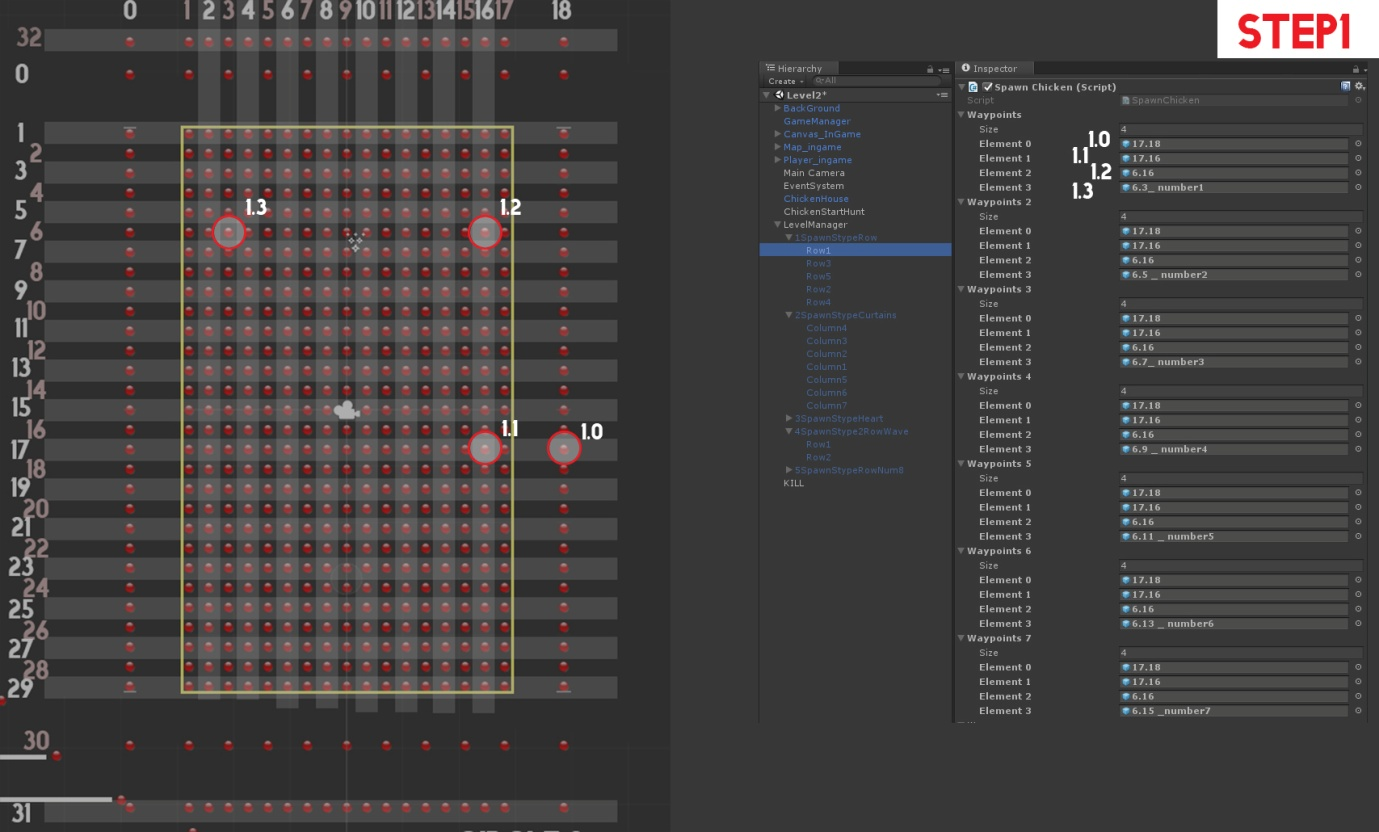 STEP1
0 1 2 3 4 5 6 7 8 9 10 11 12 13 14 15 16 17 18
32
0
1
2
3
4
5
6
7
8
9
10
11
12
13
14
15
16
17
18
19
20
21
22
23
24
25
26
27
28
29
30
31
1.3
1.2
1.1
1.0
Hierarchy
Create
All
Level2*
BackGround
GameManager
Canvas_InGame
Map_ingame
Player_ingame
Main Camera
EventSystem
ChickenHouse
ChickenStartHunt
LevelManager
1SpawnStypeRow
Row1
Row3
Row5
Row2
Row4
2SpawnStypeCurtains
Column4
Column3
Column2
Column1
Column5
Column6
Column7
3SpawnStypeHeart
4SpawnStype2RowWave
Row1
Row2
5SpawnStypeRowNum8
KILL
Inspector
Spawn Chicken (Script)
Script SpawnChicken
Waypoints
Size 4
Element 0 1.0 17.18
Element 1 1.1 17.16
Element 2 1.2 6.16
Element 3 1.3 6.3_ number1
Waypoints 2
Size 4
Element 0 17.18
Element 1 17.16
Element 2 6.16
Element 3 6.5 _ number2
Waypoints 3
Size 4
Element 0 17.18
Element 1 17.16
Element 2 6.16
Element 3 6.7_ number3
Waypoints 4
Size 4
Element 0 17.18
Element 1 17.16
Element 2 6.16
Element 3 6.9 _ number4
Waypoints 5
Size 4
Element 0 17.18
Element 1 17.16
Element 2 6.16
Element 3 6.11 _ number5
Waypoints 6
Size 4
Element 0 17.18
Element 1 17.16
Element 2 6.16
Element 3 6.13 _ number6
Waypoints 7
Size 4
Element 0 17.18
Element 1 17.16
Element 2 6.16
Element 3 6.15 _number7